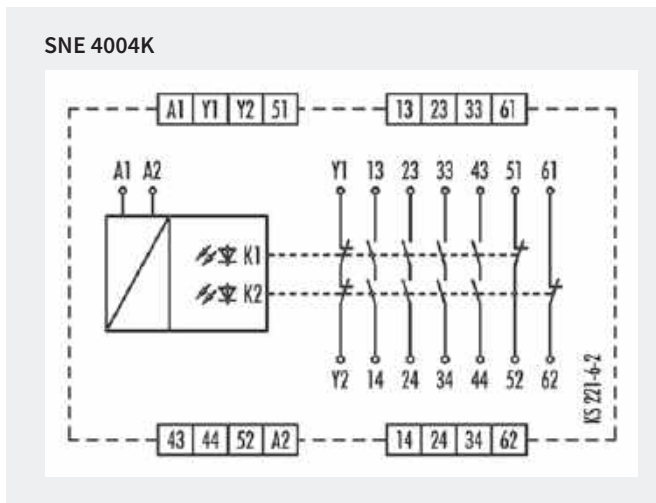 SNE 4004K
A1 Y1 Y2 51 13 23 33 61
A1 A2 Y1 13 23 33 43 51 61
K1
K2
Y2 14 24 34 44 52 62
KS 221-6-2
43 44 52 A2 14 24 34 62